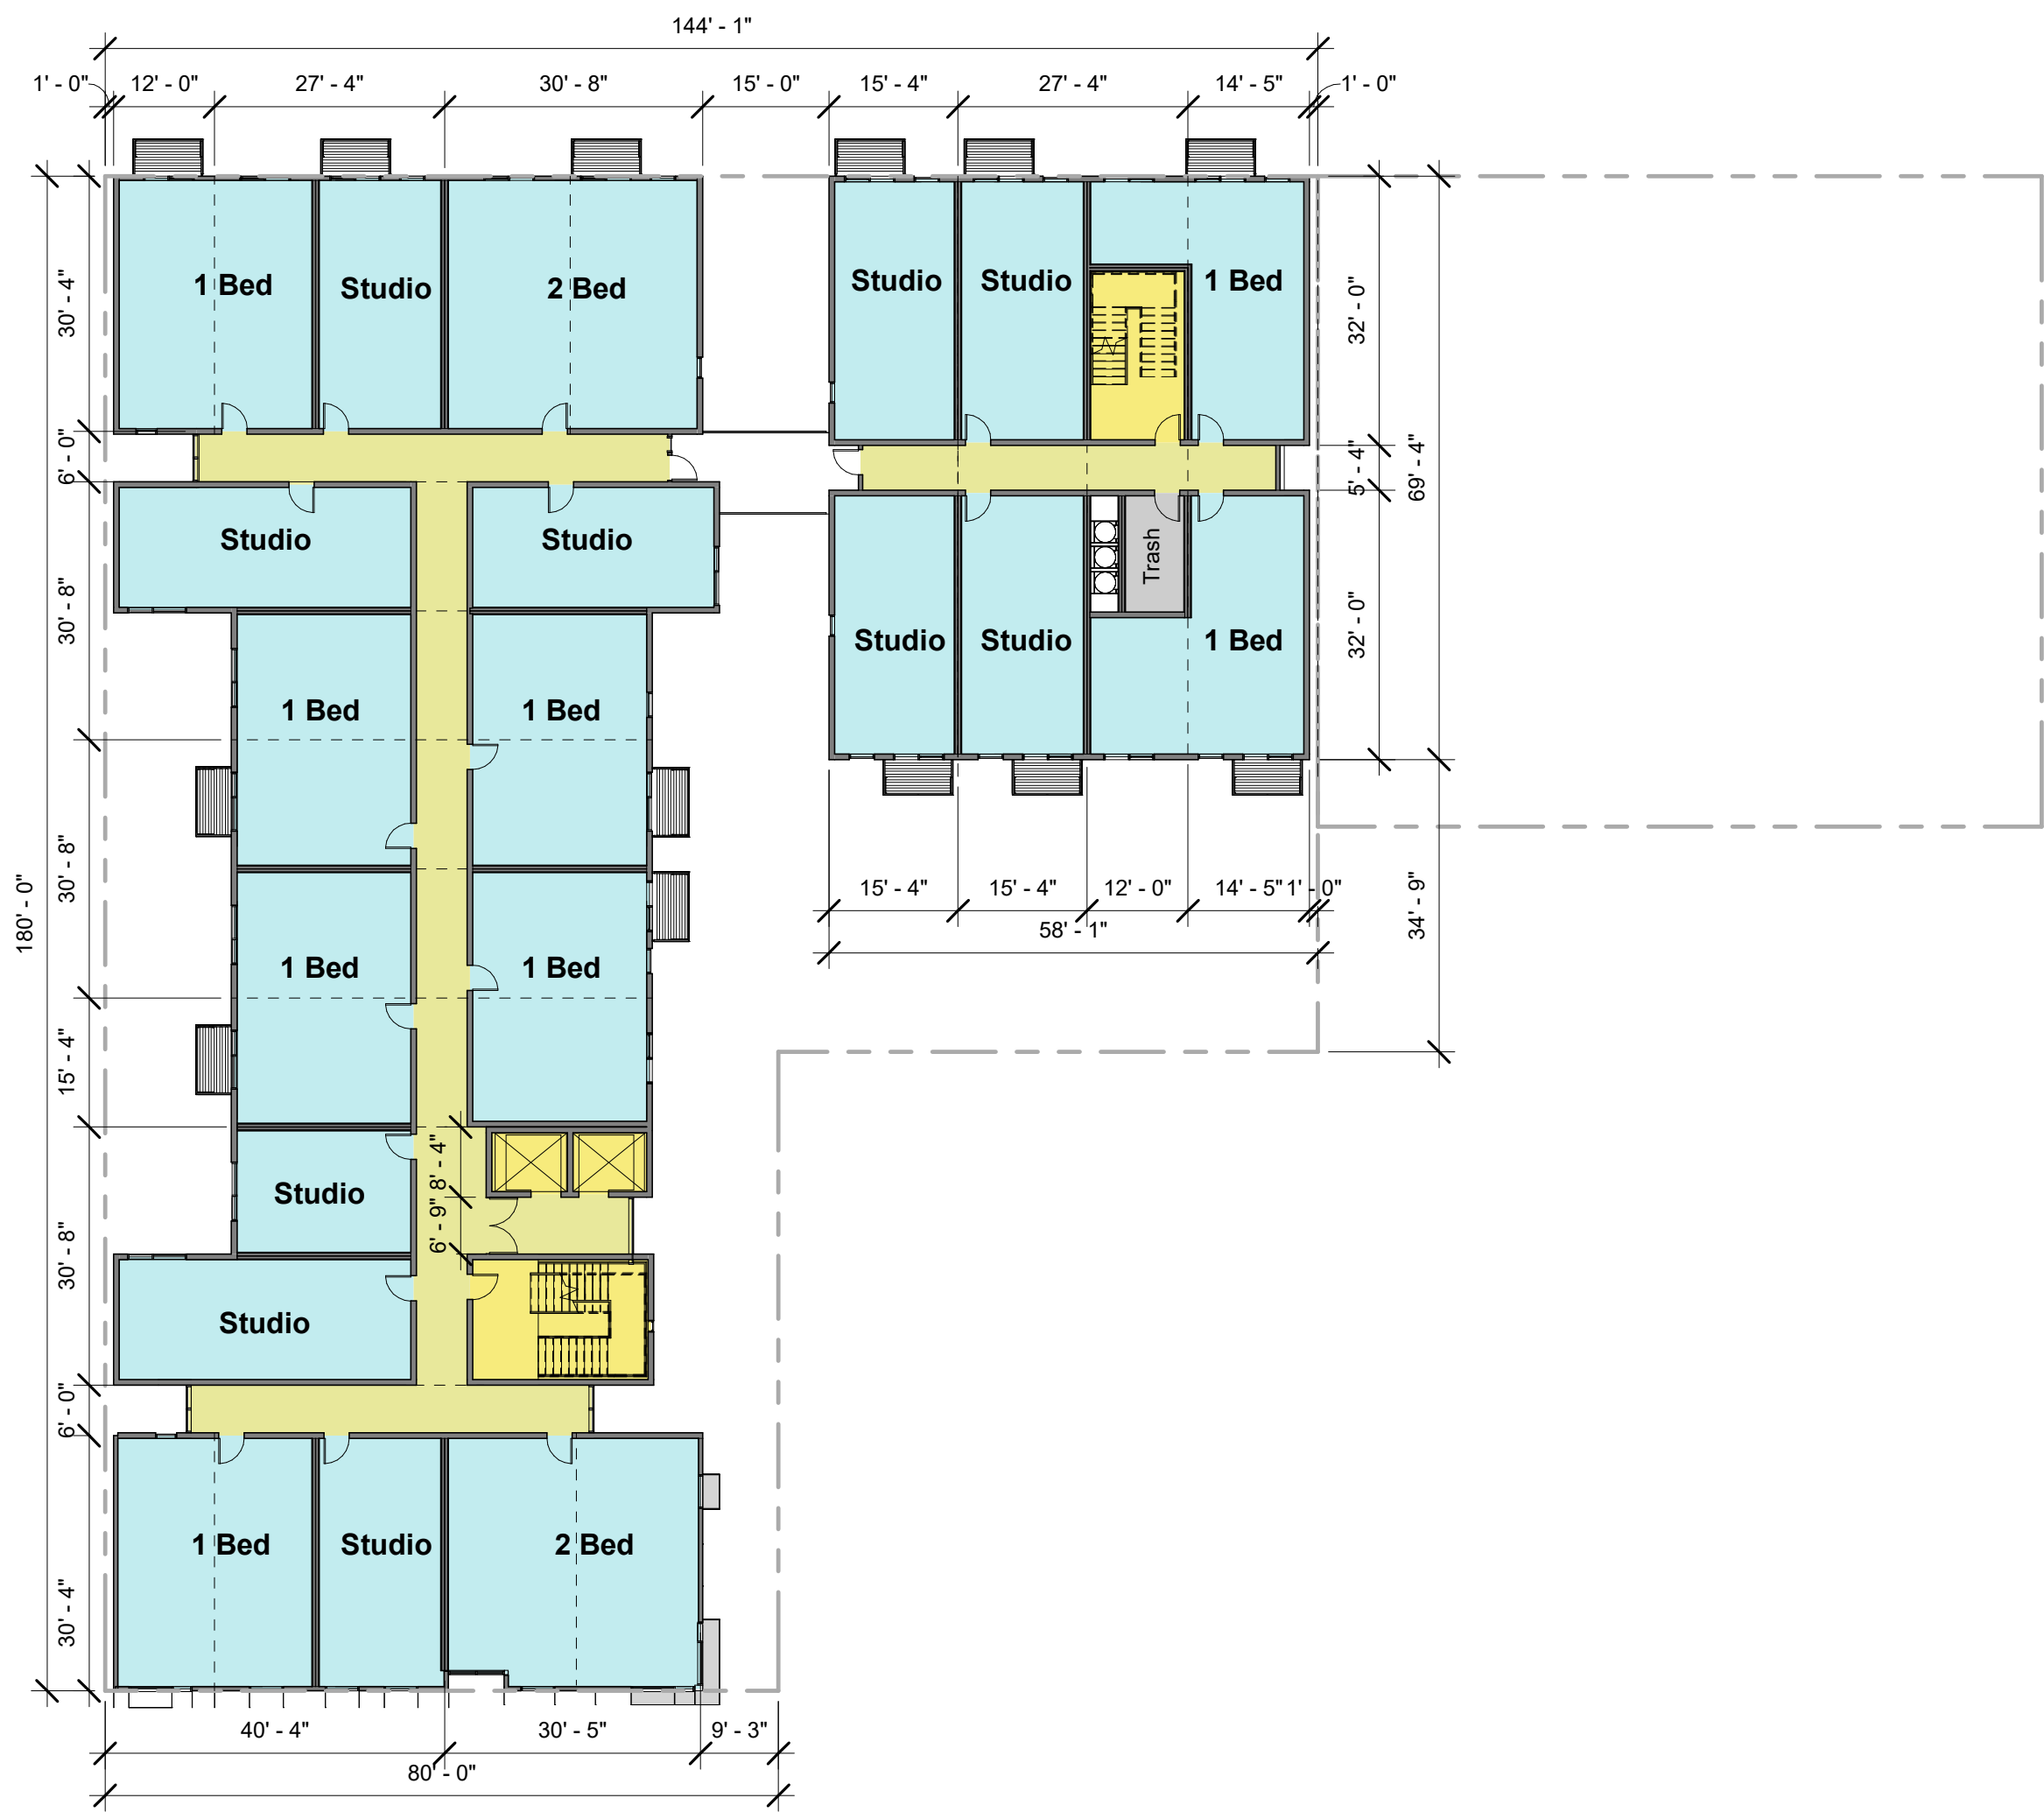 144' - 1"
1' - 0"
12' - 0"
27' - 4"
30' - 8"
15' - 0"
15' - 4"
27' - 4"
14' - 5"
1' - 0"
1 Bed
Studio
2 Bed
Studio
Studio
1 Bed
30' - 4"
32' - 0"
6' - 0"
5' - 4"
69' - 4"
Studio
Studio
Trash
30' - 8"
32' - 0"
Studio
Studio
1 Bed
1 Bed
1 Bed
180' - 0"
30' - 8"
15' - 4"
15' - 4"
12' - 0"
14' - 5"
1' - 0"
58' - 1"
34' - 9"
1 Bed
1 Bed
15' - 4"
8' - 4"
6' - 9"
Studio
30' - 8"
Studio
6' - 0"
1 Bed
Studio
2 Bed
30' - 4"
40' - 4"
30' - 5"
9' - 3"
80' - 0"